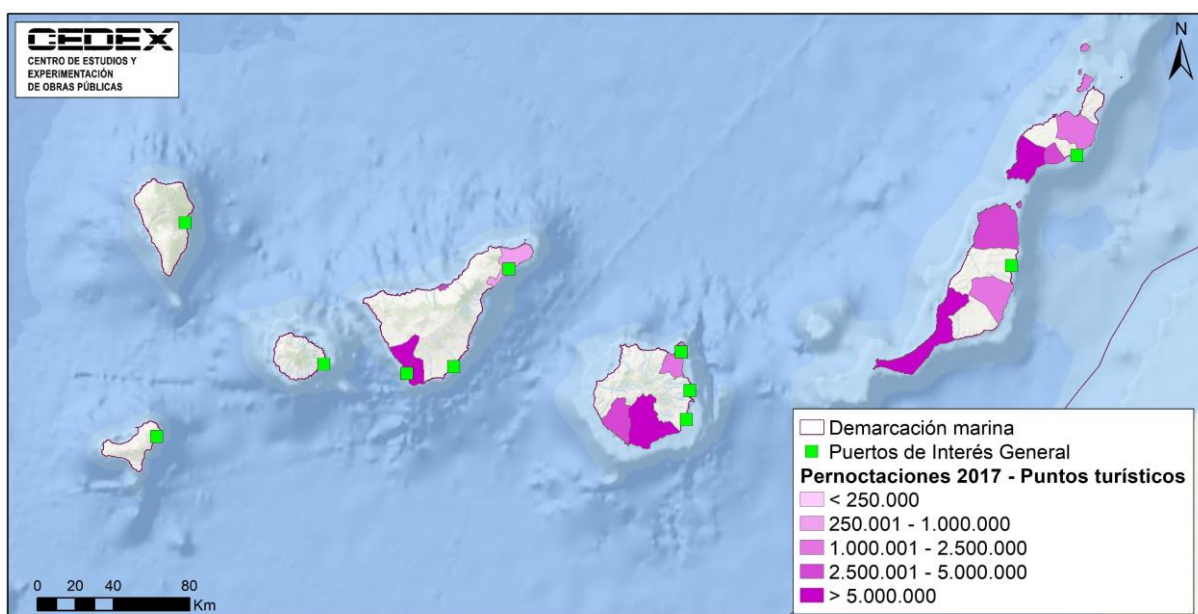 CEDEX
CENTRO DE ESTUDIOS Y
EXPERIMENTACIÓN
DE OBRAS PÚBLICAS
N
Demarcación marina
Puertos de Interés General
Pernoctaciones 2017 - Puntos turísticos
< 250.000
250.001 - 1.000.000
1.000.001 - 2.500.000
2.500.001 - 5.000.000
> 5.000.000
0 20 40 60 80
Km